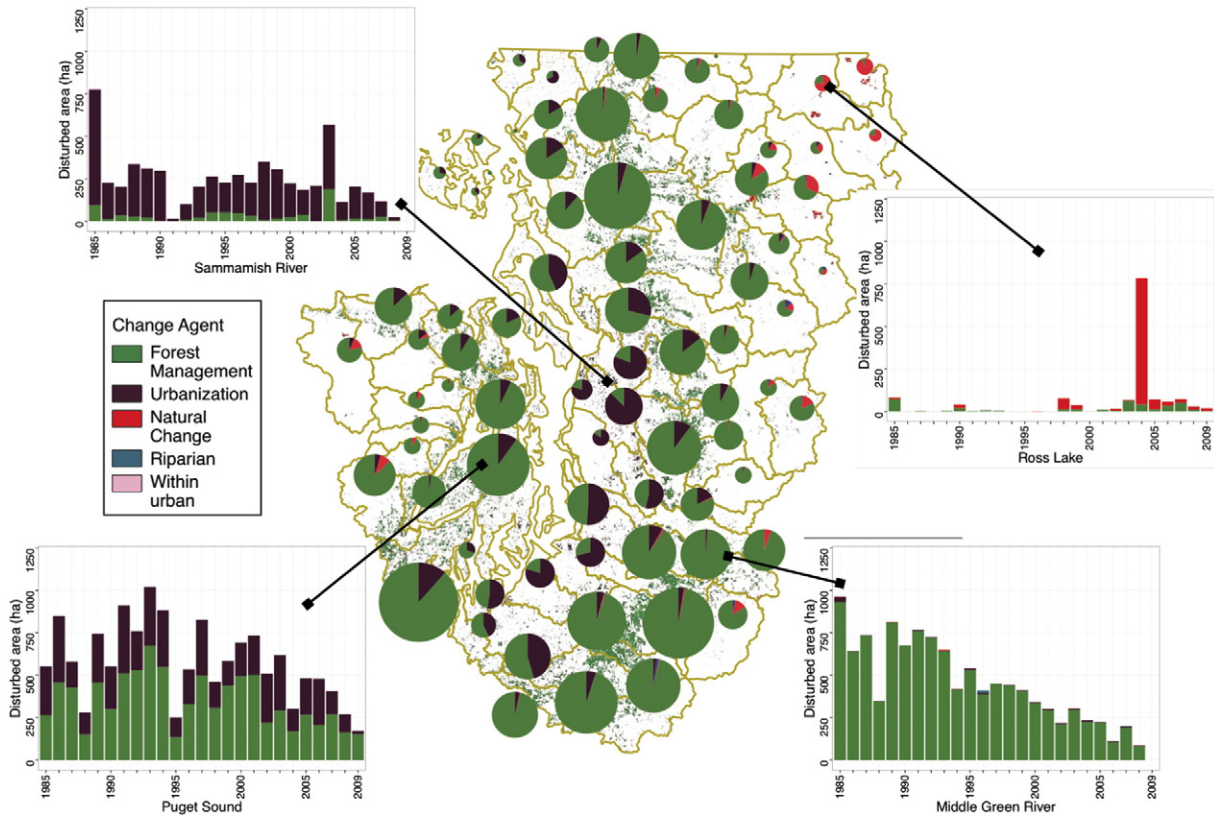 1250
1000
750
500
250
0
Disturbed area (ha)
1985
1990
1995
2000
2005
2009
Sammamish River
1250
1000
750
500
250
0
Disturbed area (ha)
1985
1990
1995
2000
2005
2009
Ross Lake
Change Agent
Forest
Management
Urbanization
Natural
Change
Riparian
Within
urban
1250
1000
750
500
250
0
Disturbed area (ha)
1985
1990
1995
2000
2005
2009
Puget Sound
1250
1000
750
500
250
0
Disturbed area (ha)
1985
1990
1995
2000
2005
2009
Middle Green River